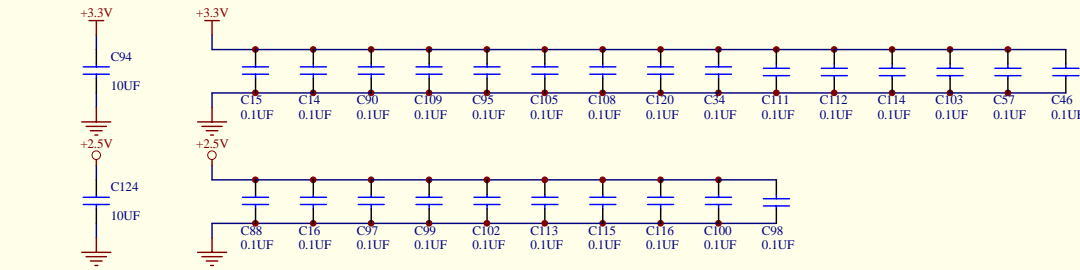 +3.3V +3.3V
C94
10UF
C15 C14 C90 C109 C95 C105 C108 C120 C34 C111 C112 C114 C103 C57 C46
0.1UF 0.1UF 0.1UF 0.1UF 0.1UF 0.1UF 0.1UF 0.1UF 0.1UF 0.1UF 0.1UF 0.1UF 0.1UF 0.1UF 0.1U
+2.5V +2.5V
C124
10UF
C88 C16 C97 C99 C102 C113 C115 C116 C100 C98
0.1UF 0.1UF 0.1UF 0.1UF 0.1UF 0.1UF 0.1UF 0.1UF 0.1UF 0.1UF